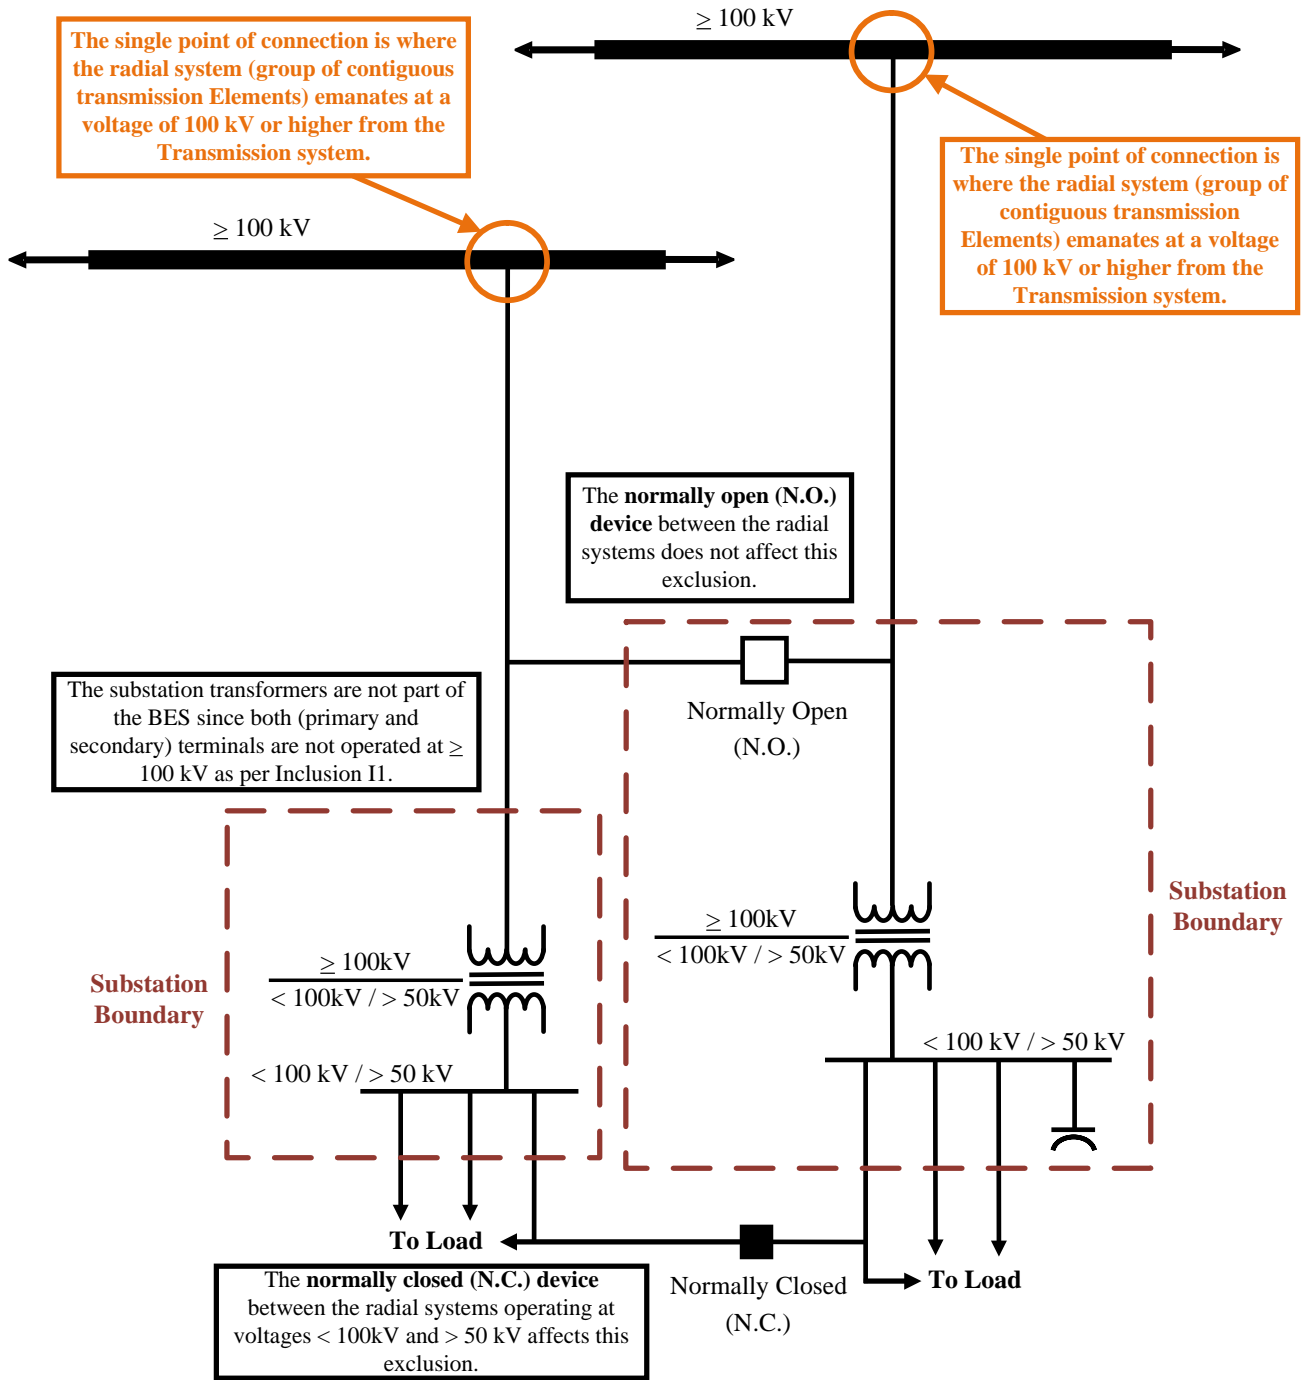 ≥ 100 kV
The single point of connection is where
the radial system (group of contiguous
transmission Elements) emanates at a
voltage of 100 kV or higher from the
Transmission system.
The single point of connection is
where the radial system (group of
contiguous transmission
Elements) emanates at a voltage
of 100 kV or higher from the
Transmission system.
≥ 100 kV
The normally open (N.O.)
device between the radial
systems does not affect this
exclusion.
The substation transformers are not part of
the BES since both (primary and
secondary) terminals are not operated at ≥
100 kV as per Inclusion I1.
Normally Open
(N.O.)
Substation
Boundary
≥ 100kV
< 100kV / > 50kV
≥ 100kV
< 100kV / > 50kV
Substation
Boundary
< 100 kV / > 50 kV
< 100 kV / > 50 kV
To Load
To Load
The normally closed (N.C.) device
between the radial systems operating at
voltages < 100kV and > 50 kV affects this
exclusion.
Normally Closed
(N.C.)